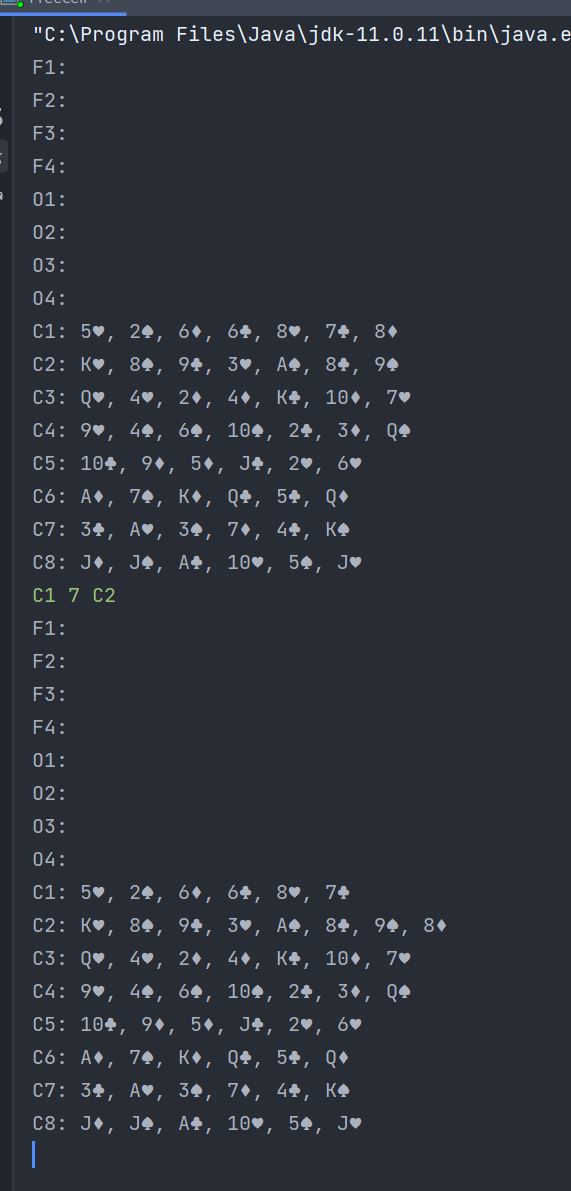 "C:\Program Files\Java\jdk-11.0.11\bin\java.e
F1:
F2:
F3:
F4:
O1:
O2:
O3:
O4:
C1: 5♥, 2♠, 6♦, 6♣, 8♥, 7♣, 8♦
C2: K♥, 8♠, 9♣, 3♥, A♠, 8♣, 9♠
C3: Q♥, 4♥, 2♦, 4♦, K♣, 10♦, 7♥
C4: 9♥, 4♠, 6♠, 10♠, 2♣, 3♦, Q♠
C5: 10♣, 9♦, 5♦, J♣, 2♥, 6♥
C6: A♦, 7♠, K♦, Q♣, 5♣, Q♦
C7: 3♣, A♥, 3♠, 7♦, 4♣, K♠
C8: J♦, J♠, A♣, 10♥, 5♠, J♥
C1 7 C2
F1:
F2:
F3:
F4:
O1:
O2:
O3:
O4:
C1: 5♥, 2♠, 6♦, 6♣, 8♥, 7♣
C2: K♥, 8♠, 9♣, 3♥, A♠, 8♣, 9♠, 8♦
C3: Q♥, 4♥, 2♦, 4♦, K♣, 10♦, 7♥
C4: 9♥, 4♠, 6♠, 10♠, 2♣, 3♦, Q♠
C5: 10♣, 9♦, 5♦, J♣, 2♥, 6♥
C6: A♦, 7♠, K♦, Q♣, 5♣, Q♦
C7: 3♣, A♥, 3♠, 7♦, 4♣, K♠
C8: J♦, J♠, A♣, 10♥, 5♠, J♥